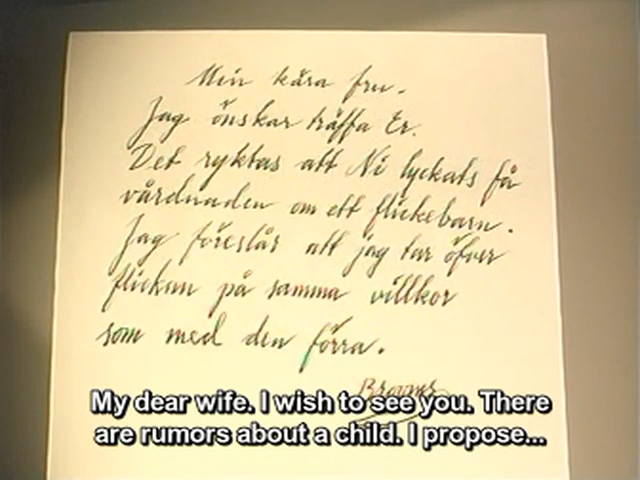 Min kära fru.
Jag önskar träffa Er.
Det ryktas att Ni lyckats få
vårdnaden om ett flickebarn.
Jag föreslår att jag tar öfver
flickan på samma villkor
som med den förra.
My dear wife. I wish to see you. There
are rumors about a child. I propose...